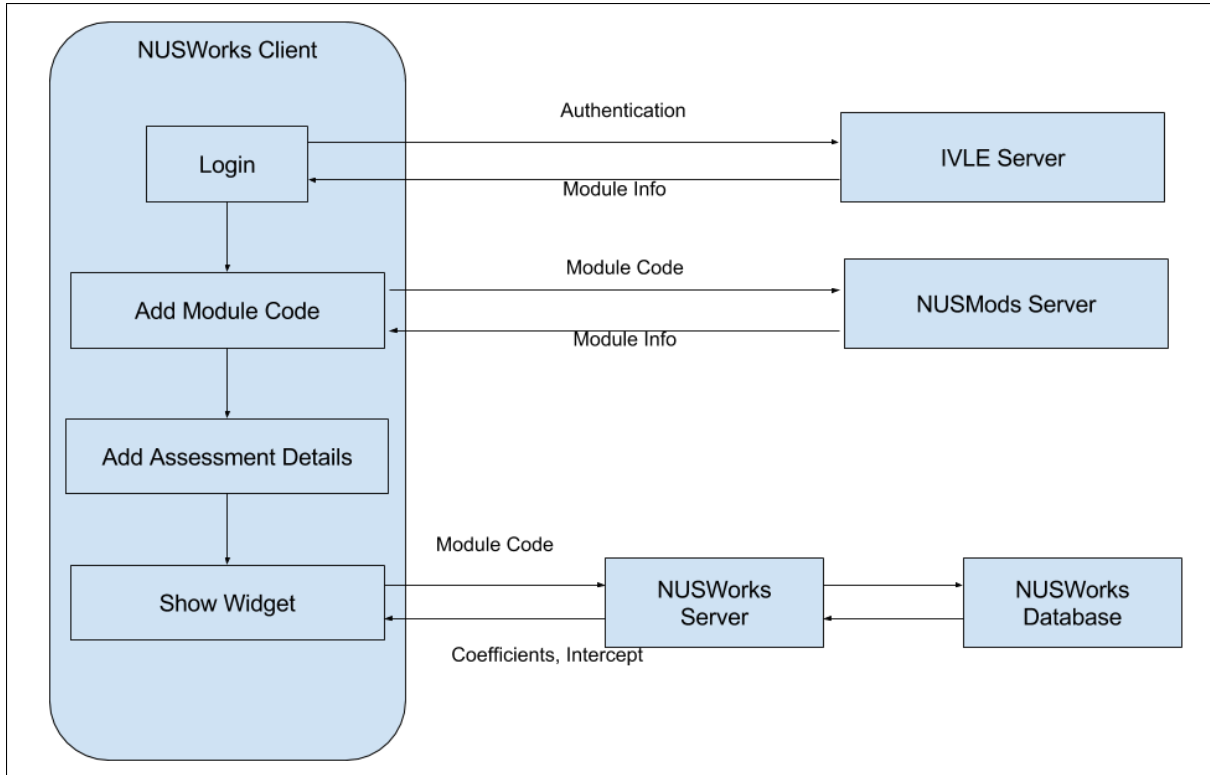 NUSWorks Client
Authentication
Login
IVLE Server
Module Info
Module Code
Add Module Code
NUSMods Server
Module Info
Add Assessment Details
Module Code
Show Widget
NUSWorks
Server
NUSWorks
Database
Coefficients, Intercept